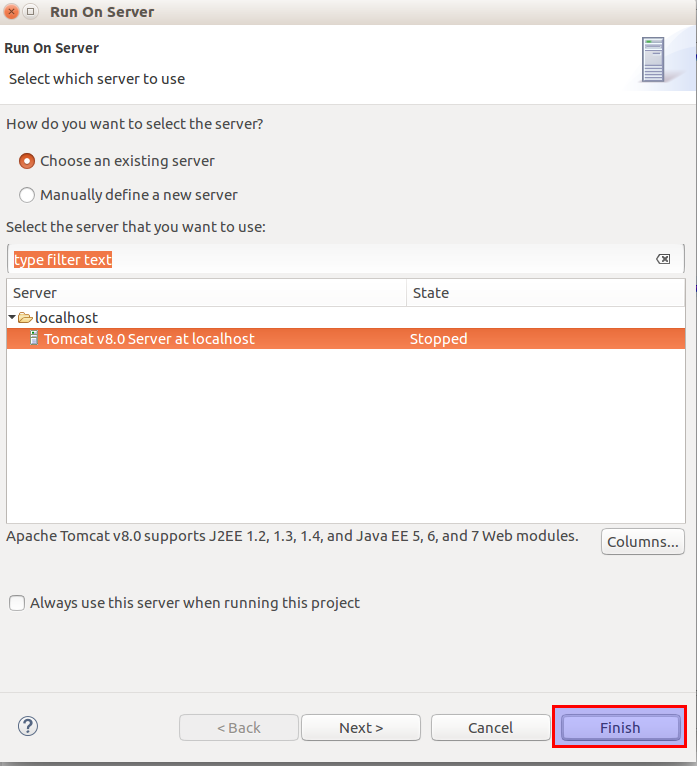 Run On Server
Run On Server
Select which server to use
How do you want to select the server?
Choose an existing server
Manually define a new server
Select the server that you want to use:
type filter text
Server State
localhost
Tomcat v8.0 Server at localhost Stopped
Apache Tomcat v8.0 supports J2EE 1.2, 1.3, 1.4, and Java EE 5, 6, and 7 Web modules.
Columns...
Always use this server when running this project
? < Back Next > Cancel Finish